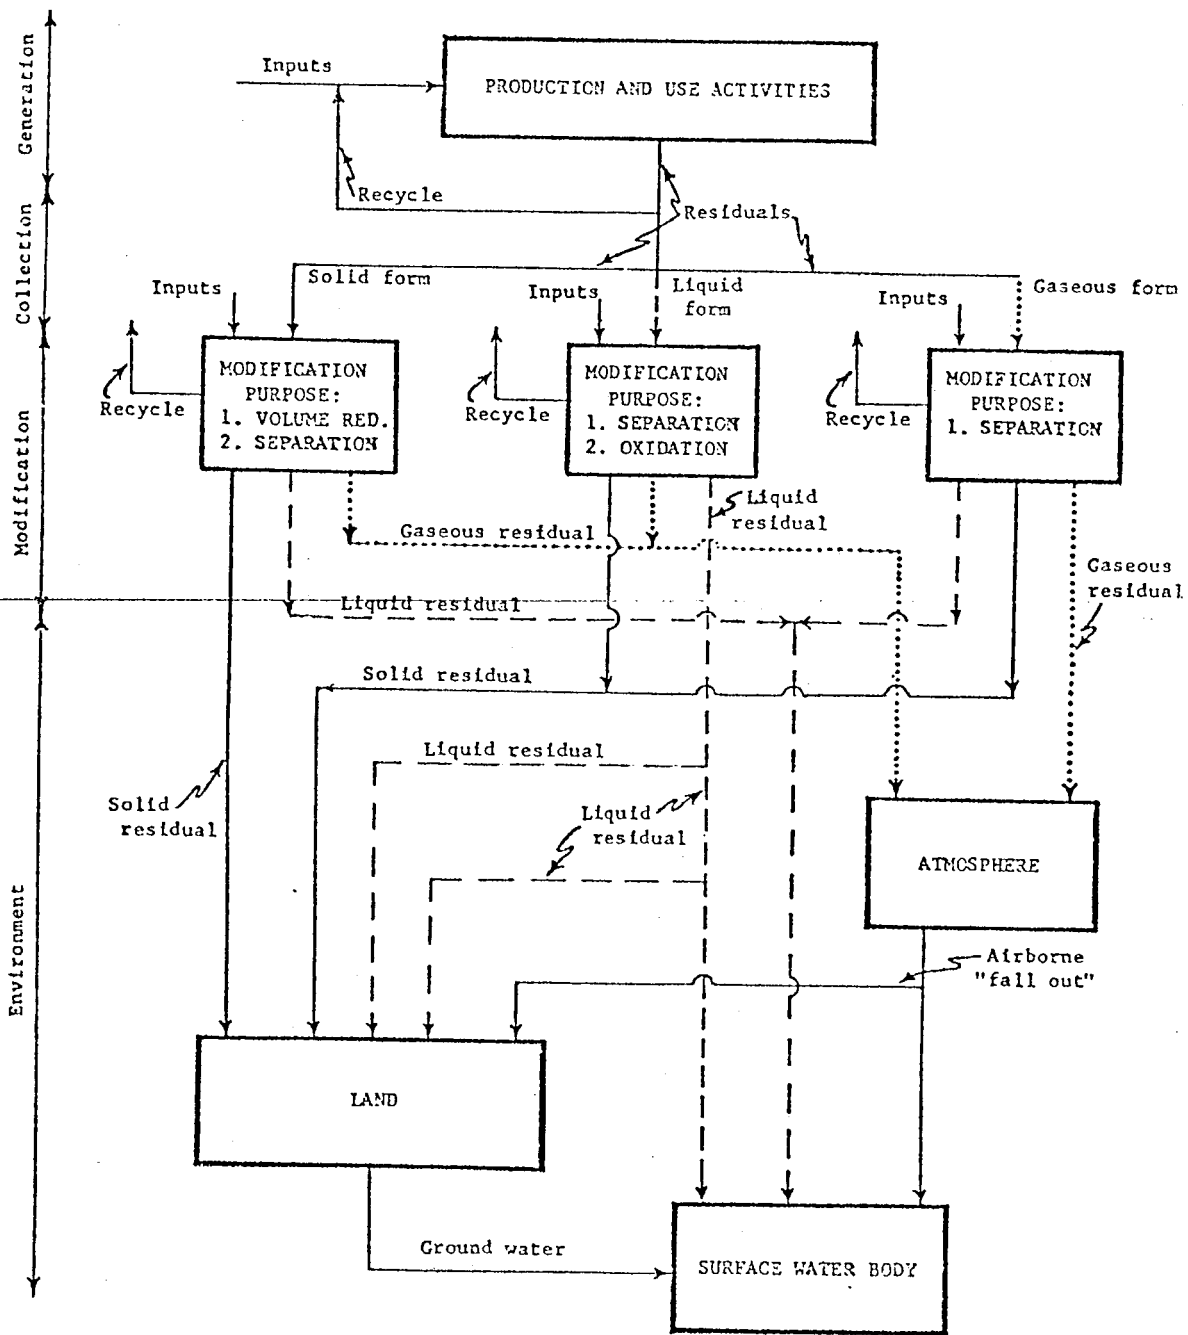 Generation
Inputs
PRODUCTION AND USE ACTIVITIES
Recycle
Residuals
Collection
Inputs
Solid form
Inputs
Liquid
form
Inputs
Gaseous form
Modification
Recycle
MODIFICATION
PURPOSE:
1. VOLUME RED.
2. SEPARATION
Recycle
MODIFICATION
PURPOSE:
1. SEPARATION
2. OXIDATION
Recycle
MODIFICATION
PURPOSE:
1. SEPARATION
Gaseous residual
Liquid
residual
Gaseous
residual
Liquid residual
Environment
Solid residual
Liquid residual
Solid
residual
Liquid
residual
ATMOSPHERE
Airborne
"fall out"
LAND
Ground water
SURFACE WATER BODY